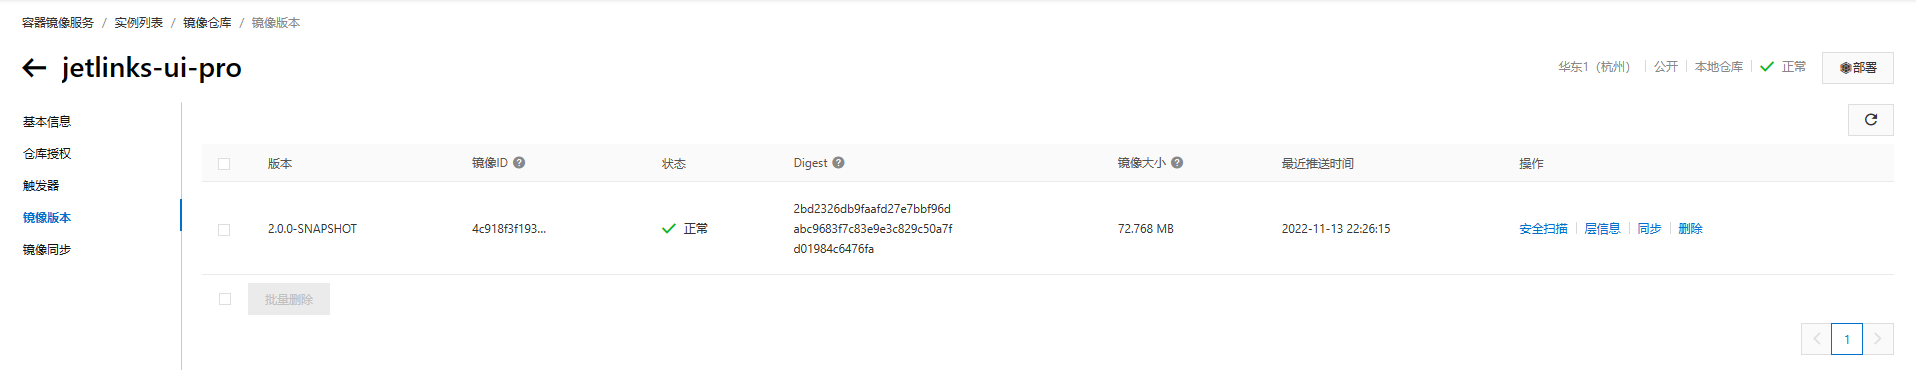 容器镜像服务 / 实例列表 / 镜像仓库 / 镜像版本
jetlinks-ui-pro
华东1（杭州） 公开 本地仓库 正常 部署
基本信息
仓库授权
触发器
镜像版本
镜像同步
版本 镜像ID 状态 Digest 镜像大小 最近推送时间 操作
2.0.0-SNAPSHOT 4c918f3f193... 正常 2bd2326db9faafd27e7bbf96d
abc9683f7c83e9e3c829c50a7f
d01984c6476fa 72.768 MB 2022-11-13 22:26:15 安全扫描 层信息 同步 删除
批量删除
1